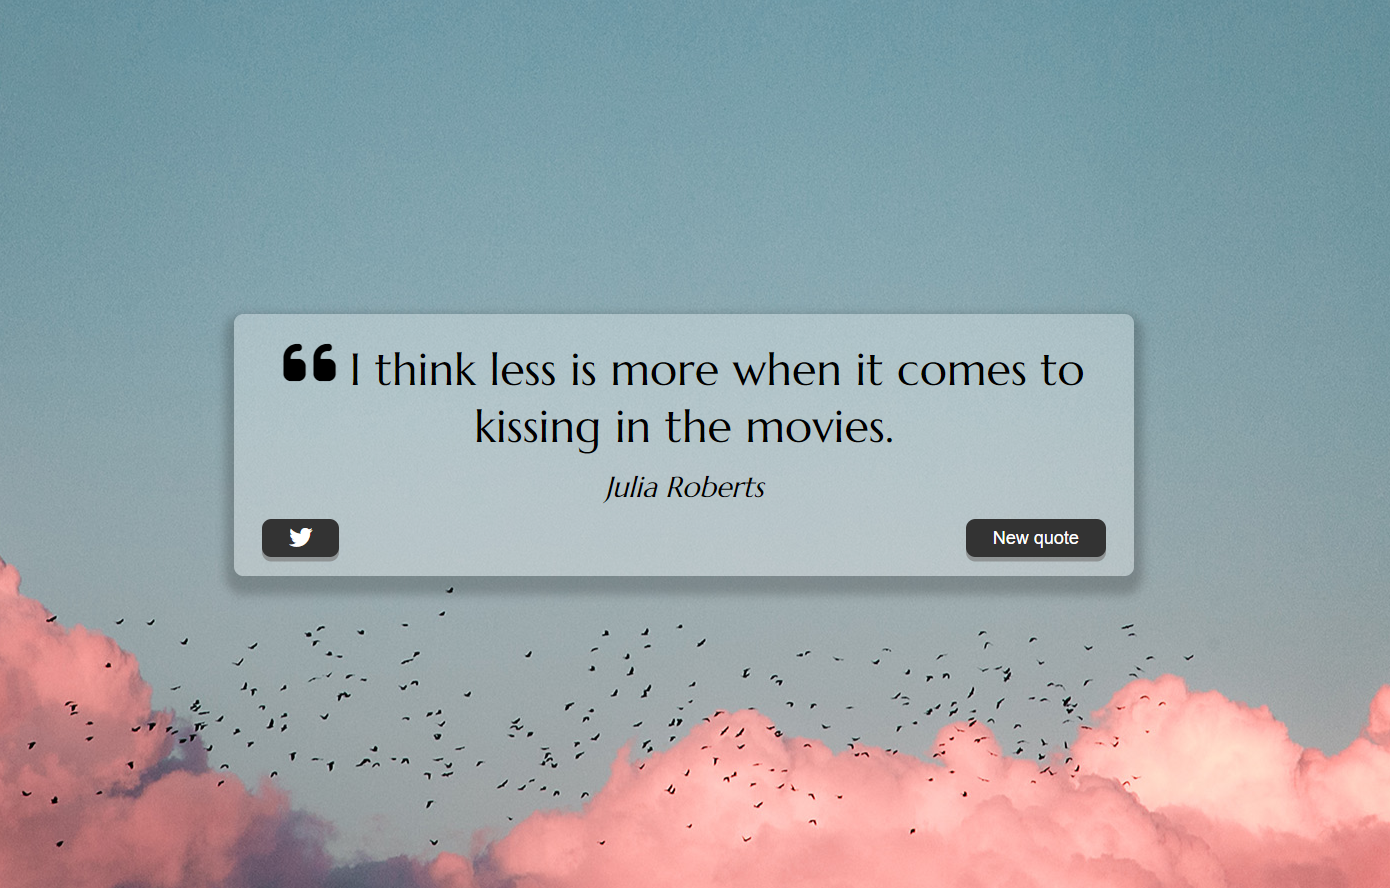 I think less is more when it comes to
kissing in the movies.
Julia Roberts
New quote